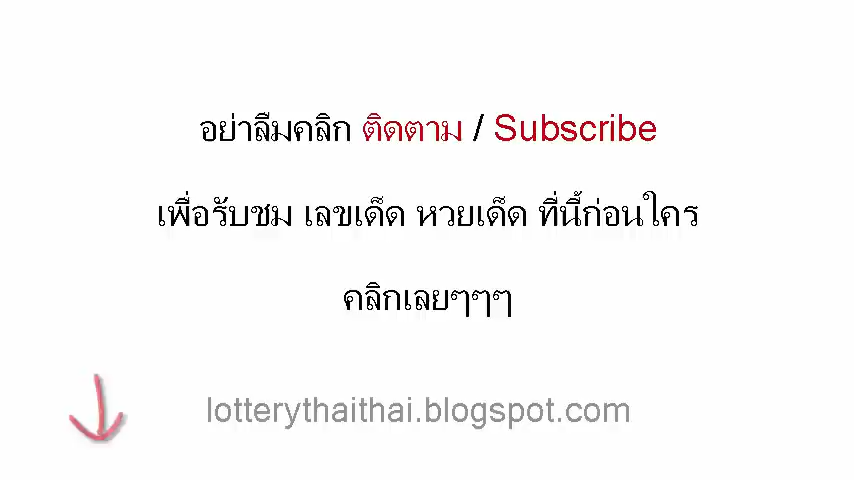 อย่าลืมคลิก ติดตาม / Subscribe
เพื่อรับชม เลขเด็ด หวยเด็ด ที่นี้ก่อนใคร
คลิกเลยๆๆๆ
lotterythaithai.blogspot.com